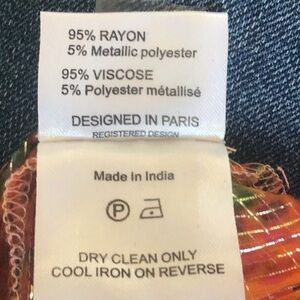 95% RAYON
5% Metallic polyester
95% VISCOSE
5% Polyester métallisé
DESIGNED IN PARIS
REGISTERED DESIGN
Made in India
P
DRY CLEAN ONLY
COOL IRON ON REVERSE